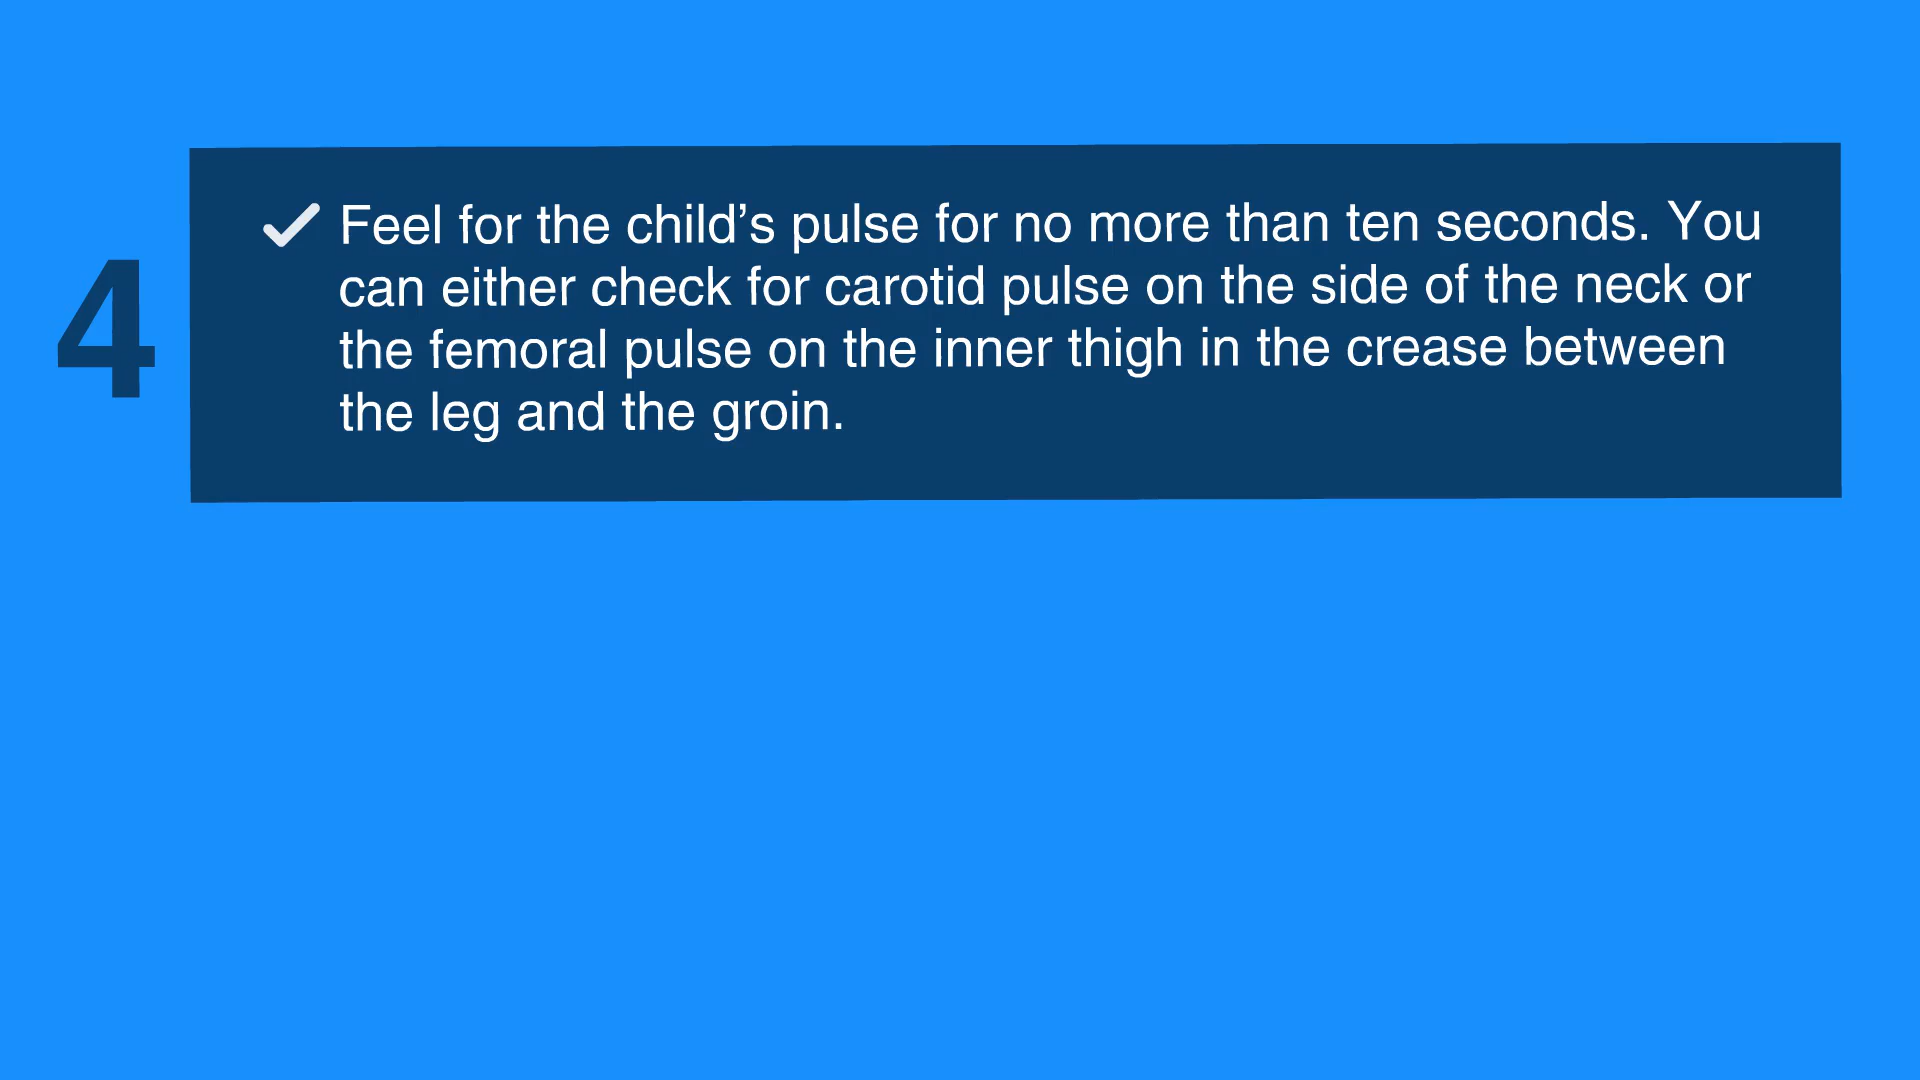 4
Feel for the child’s pulse for no more than ten seconds. You
can either check for carotid pulse on the side of the neck or
the femoral pulse on the inner thigh in the crease between
the leg and the groin.